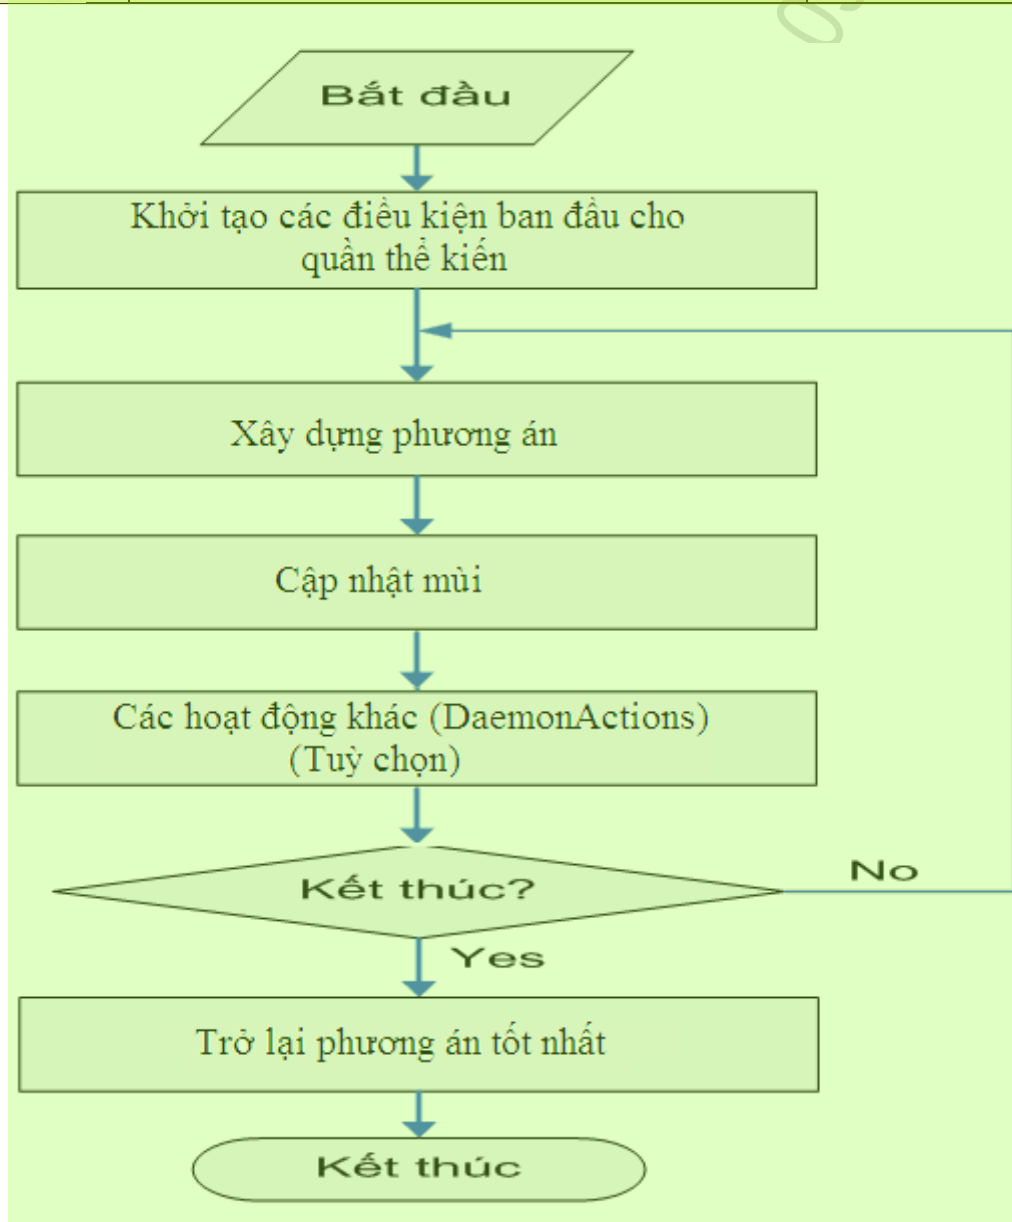 Bắt đầu
Khởi tạo các điều kiện ban đầu cho
quần thể kiến
Xây dựng phương án
Cập nhật mùi
Các hoạt động khác (DaemonActions)
(Tuỳ chọn)
Kết thúc?
No
Yes
Trở lại phương án tốt nhất
Kết thúc